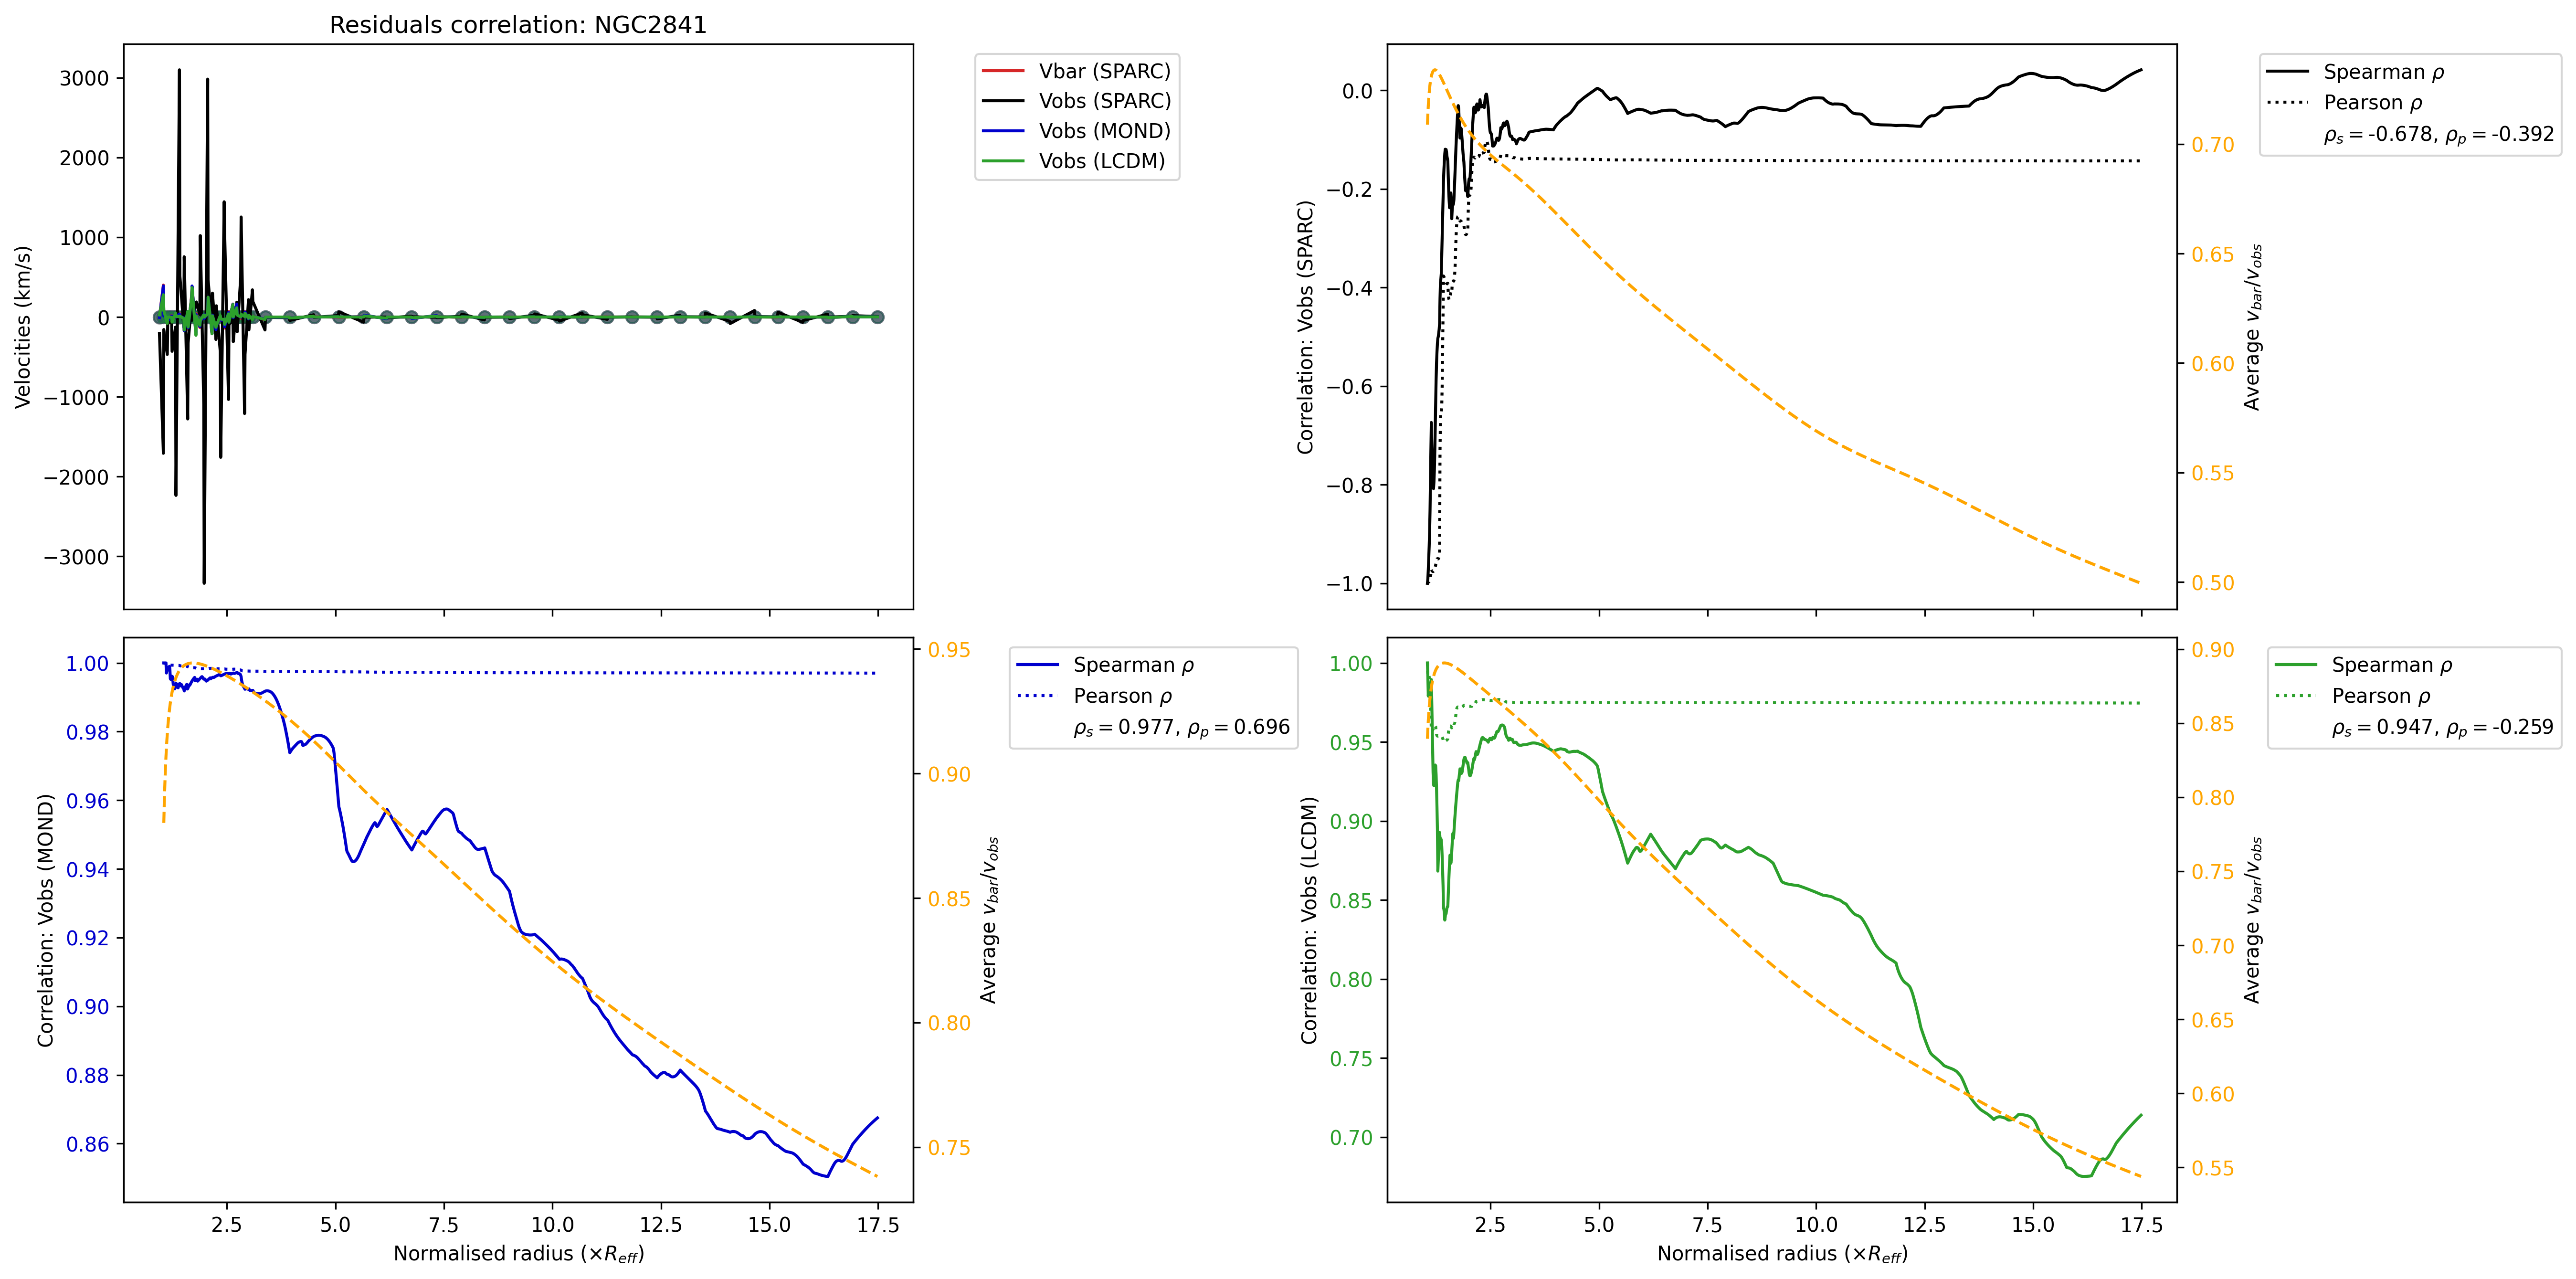 Residuals correlation: NGC2841
Velocities (km/s)
3000
2000
1000
0
−1000
−2000
−3000
Vbar (SPARC)
Vobs (SPARC)
Vobs (MOND)
Vobs (LCDM)
Correlation: Vobs (SPARC)
0.0
−0.2
−0.4
−0.6
−0.8
−1.0
0.70
0.65
0.60
0.55
0.50
Average v_bar/v_obs
Spearman ρ
Pearson ρ
ρ_s = -0.678, ρ_p = -0.392
Correlation: Vobs (MOND)
1.00
0.98
0.96
0.94
0.92
0.90
0.88
0.86
0.95
0.90
0.85
0.80
0.75
Average v_bar/v_obs
2.5 5.0 7.5 10.0 12.5 15.0 17.5
Normalised radius (×R_eff)
Spearman ρ
Pearson ρ
ρ_s = 0.977, ρ_p = 0.696
Correlation: Vobs (LCDM)
1.00
0.95
0.90
0.85
0.80
0.75
0.70
0.90
0.85
0.80
0.75
0.70
0.65
0.60
0.55
Average v_bar/v_obs
2.5 5.0 7.5 10.0 12.5 15.0 17.5
Normalised radius (×R_eff)
Spearman ρ
Pearson ρ
ρ_s = 0.947, ρ_p = -0.259